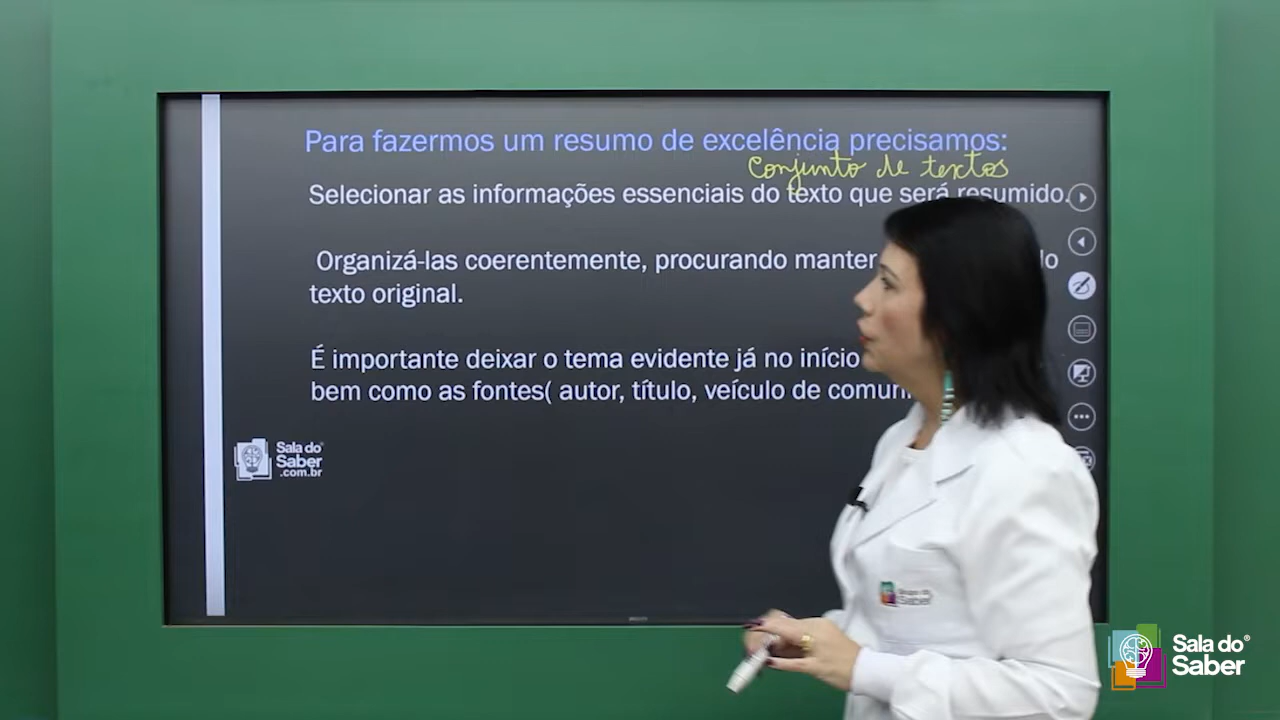 Para fazermos um resumo de excelência precisamos:
conjunto de textos
Selecionar as informações essenciais do texto que será resumido.
Organizá-las coerentemente, procurando manter
texto original.
É importante deixar o tema evidente já no início
bem como as fontes( autor, título, veículo de
Sala do
Saber
.com.br
Saber
Sala do
Saber